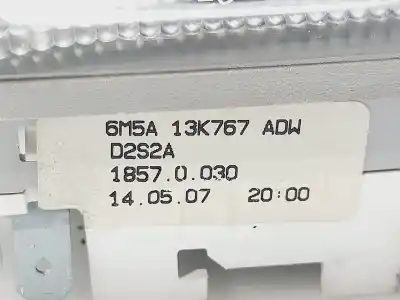 6M5A 13K767 ADW
D2S2A
1857.0.030
14.05.07 20:00